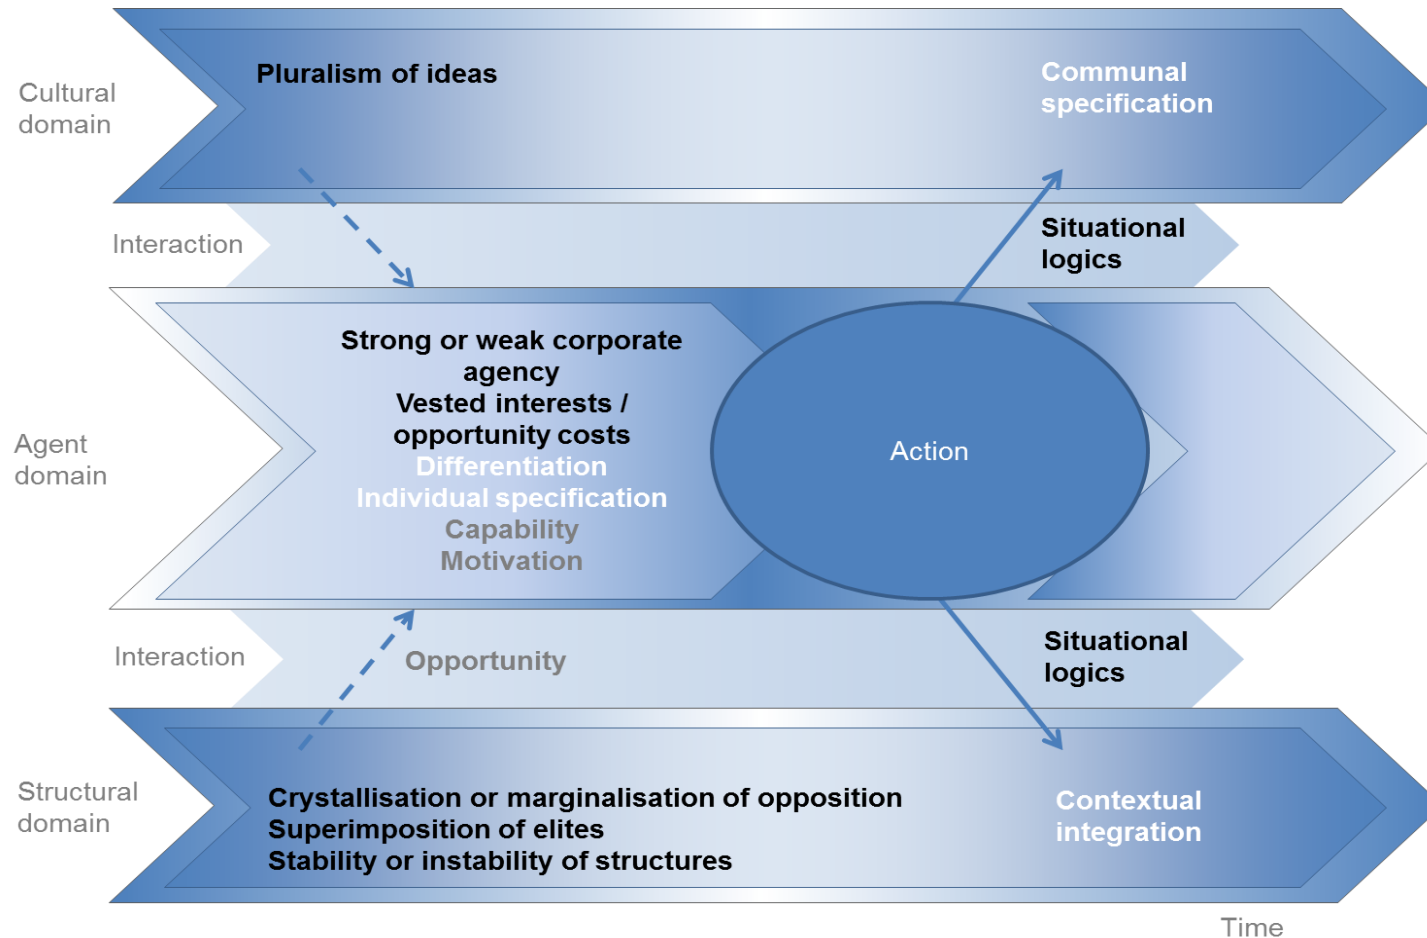 Cultural
domain
Pluralism of ideas
Communal
specification
Interaction
Situational
logics
Agent
domain
Strong or weak corporate
agency
Vested interests /
opportunity costs
Differentiation
Individual specification
Capability
Motivation
Action
Interaction
Opportunity
Situational
logics
Structural
domain
Crystallisation or marginalisation of opposition
Superimposition of elites
Stability or instability of structures
Contextual
integration
Time